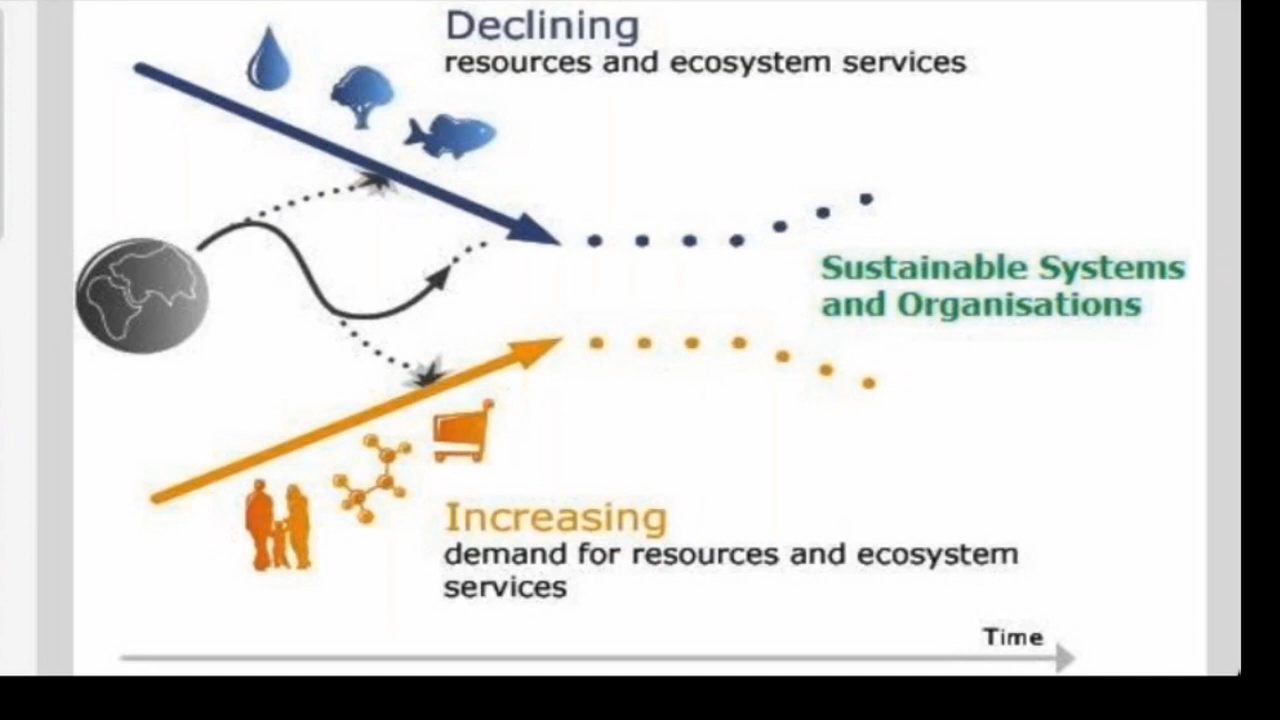 Declining
resources and ecosystem services
Sustainable Systems
and Organisations
Increasing
demand for resources and ecosystem
services
Time